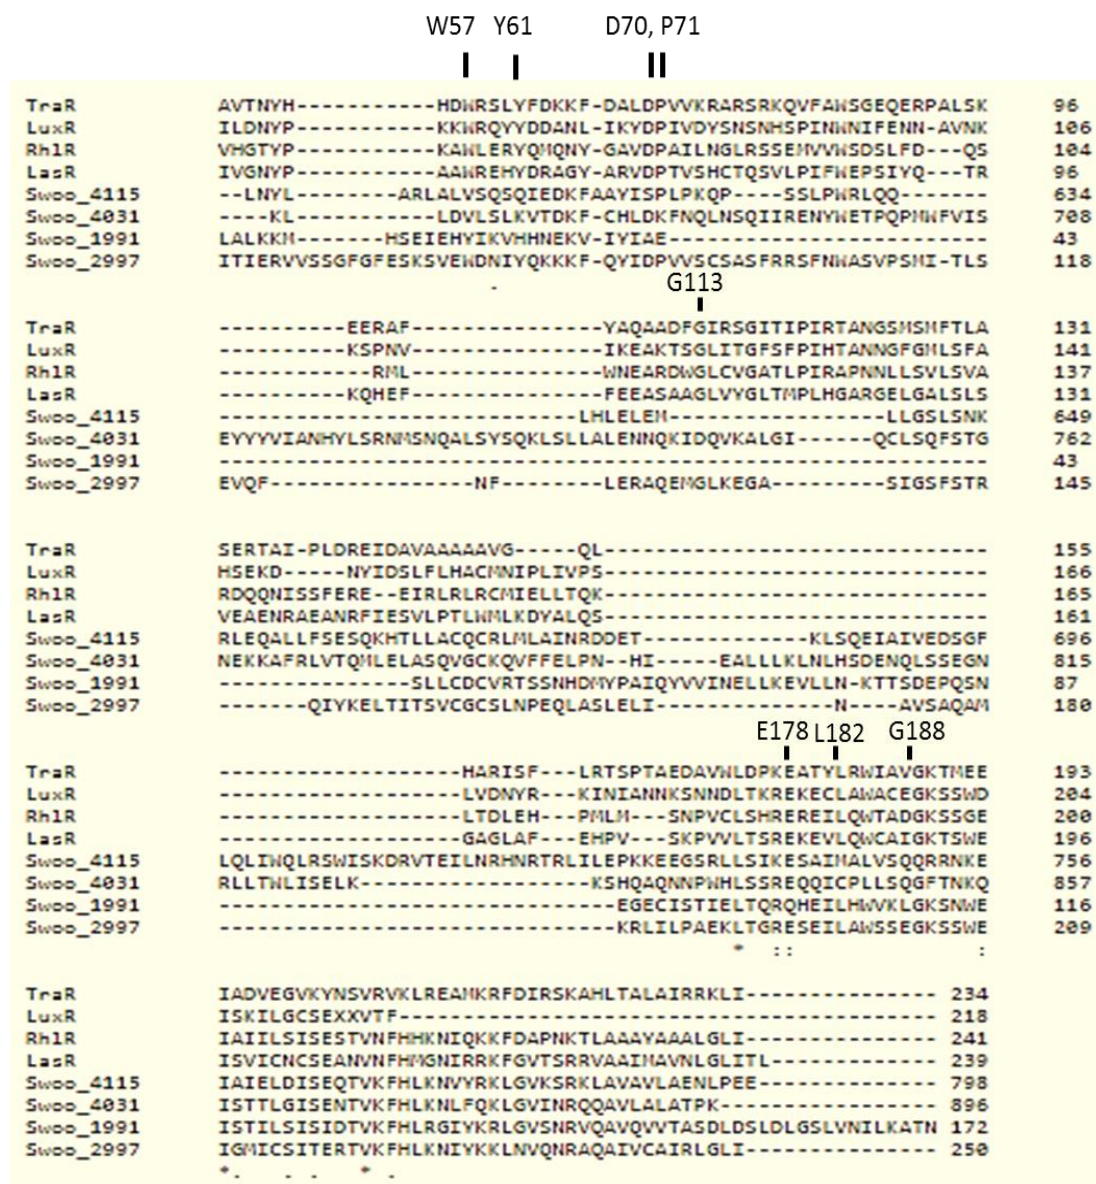 W57 Y61 D70, P71
TraR AVTNYH-----------HDWRSLYFDKKF-DALDPVVKRARSRKQVFAWSGEQERPALSK 96
LuxR ILDNYP-----------KKWRQYYDDANL-IKYDPIVDYSNSNHSPINWNIFENN-AVNK 106
RhlR VHGTYP-----------KAWLERYQMQNY-GAVDPAILNGLRSSEMVVWSDSLFD---QS 104
LasR IVGNYP-----------AAWREHYDRAGY-ARVDPTVSHCTQSVLPIFWEPSIYQ---TR 96
Swoo_4115 --LNYL-------ARLALVSQSQIEDKFAAYISPLPKQP----SSLPWRLQQ------- 634
Swoo_4031 ----KL-----------LDVLSLKVTDKF-CHLDKFNQLNSQIIRENYWETPQPMWFVIS 708
Swoo_1991 LALKKM-------HSEIEHYIKVHHNEKV-IYIAE------------------------- 43
Swoo_2997 ITIERVVSSGFGFESKSVEWDNIYQKKKF-QYIDPVVSCSASFRRSFNWASVPSMI-TLS 118
.
G113
TraR ----------EERAF---------------YAQAADFGIRSGITIPIRTANGSMSMFTLA 131
LuxR ----------KSPNV---------------IKEAKTSGLITGFSFPIHTANNGFGMLSFA 141
RhlR ------------RML---------------WNEARDWGLCVGATLPIRAPNNLLSVLSVA 137
LasR ----------KQHEF---------------FEEASAAGLVYGLTMPLHGARGELGALSLS 131
Swoo_4115 ----------------------------LHLELEM-----------------LLGSLSNK 649
Swoo_4031 EYYYVIANHYLSRNMSNQALSYSQKLSLLALENNQKIDQVKALGI------QCLSQFSTG 762
Swoo_1991 ------------------------------------------------------------ 43
Swoo_2997 EVQF----------------NF--------LERAQEMGLKEGA---------SIGSFSTR 145
TraR SERTAI-PLDREIDAVAAAAAVG-----QL------------------------------ 155
LuxR HSEKD-----NYIDSLFLHACMNIPLIVPS------------------------------ 166
RhlR RDQQNISSFERE--EIRLRLRCMIELLTQK------------------------------ 165
LasR VEAENRAEANRFIESVLPTLWMLKDYALQS------------------------------ 161
Swoo_4115 RLEQALLFSESQKHTLLACQCRLMLAINRDDET-------------KLSQEIAIVEDSGF 696
Swoo_4031 NEKKAFRLVTQMLELASQVGCKQVFFELPN--HI-----EALLLKLNLHSDENQLSSEGN 815
Swoo_1991 ---------------SLLCDCVRTSSNHDMYPAIQYVVINELLKEVLLN-KTTSDEPQSN 87
Swoo_2997 -------QIYKELTITSVCGCSLNPEQLASLELI--------------N----AVSAQAM 180
E178 L182 G188
TraR -------------------HARISF---LRTSPTAEDAVWLDPKEATYLRWIAVGKTMEE 193
LuxR -------------------LVDNYR---KINIANNKSNNDLTKREKECLAWACEGKSSWD 204
RhlR -------------------LTDLEH---PMLM---SNPVCLSHREREILQWTADGKSSGE 200
LasR -------------------GAGLAF---EHPV---SKPVVLTSREKEVLQWCAIGKTSWE 196
Swoo_4115 LQLIWQLRSWISKDRVTEILNRHNRTRLILEPKKEEGSRLLSIKESAIMALVSQQRRNKE 756
Swoo_4031 RLLTWLISELK------------------KSHQAQNNPWHLSSREQQICPLLSQGFTNKQ 857
Swoo_1991 -------------------------------EGECISTIELTQRQHEILHWVKLGKSNWE 116
Swoo_2997 -------------------------------KRLILPAEKLTGRESEILAWSSEGKSSWE 209
* :: :
TraR IADVEGVKYNSVRVKLREAMKRFDIRSKAHLTALAIRRKLI--------------- 234
LuxR ISKILGCSEXXVTF------------------------------------------ 218
RhlR IAIILSISESTVNFHHKNIQKKFDAPNKTLAAAYAAALGLI--------------- 241
LasR ISVICNCSEANVNFHMGNIRRKFGVTSRRVAAIMAVNLGLITL------------- 239
Swoo_4115 IAIELDISEQTVKFHLKNVYRKLGVKSRKLAVAVLAENLPEE-------------- 798
Swoo_4031 ISTTLGISENTVKFHLKNLFQKLGVINRQQAVLALATPK----------------- 896
Swoo_1991 ISTILSISIDTVKFHLRGIYKRLGVSNRVQAVQVVTASDLDSLDLGSLVNILKATN 172
Swoo_2997 IGMICSITERTVKFHLKNIYKKLNVQNRAQAIVCAIRLGLI--------------- 250
*. . . * .